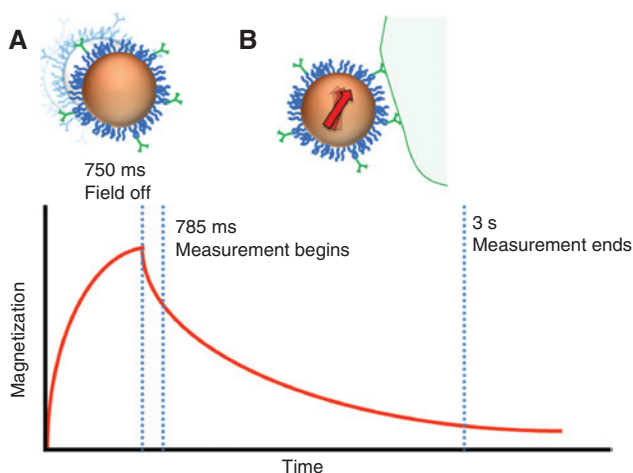 A
B
750 ms
Field off
785 ms
Measurement begins
3 s
Measurement ends
Magnetization
Time